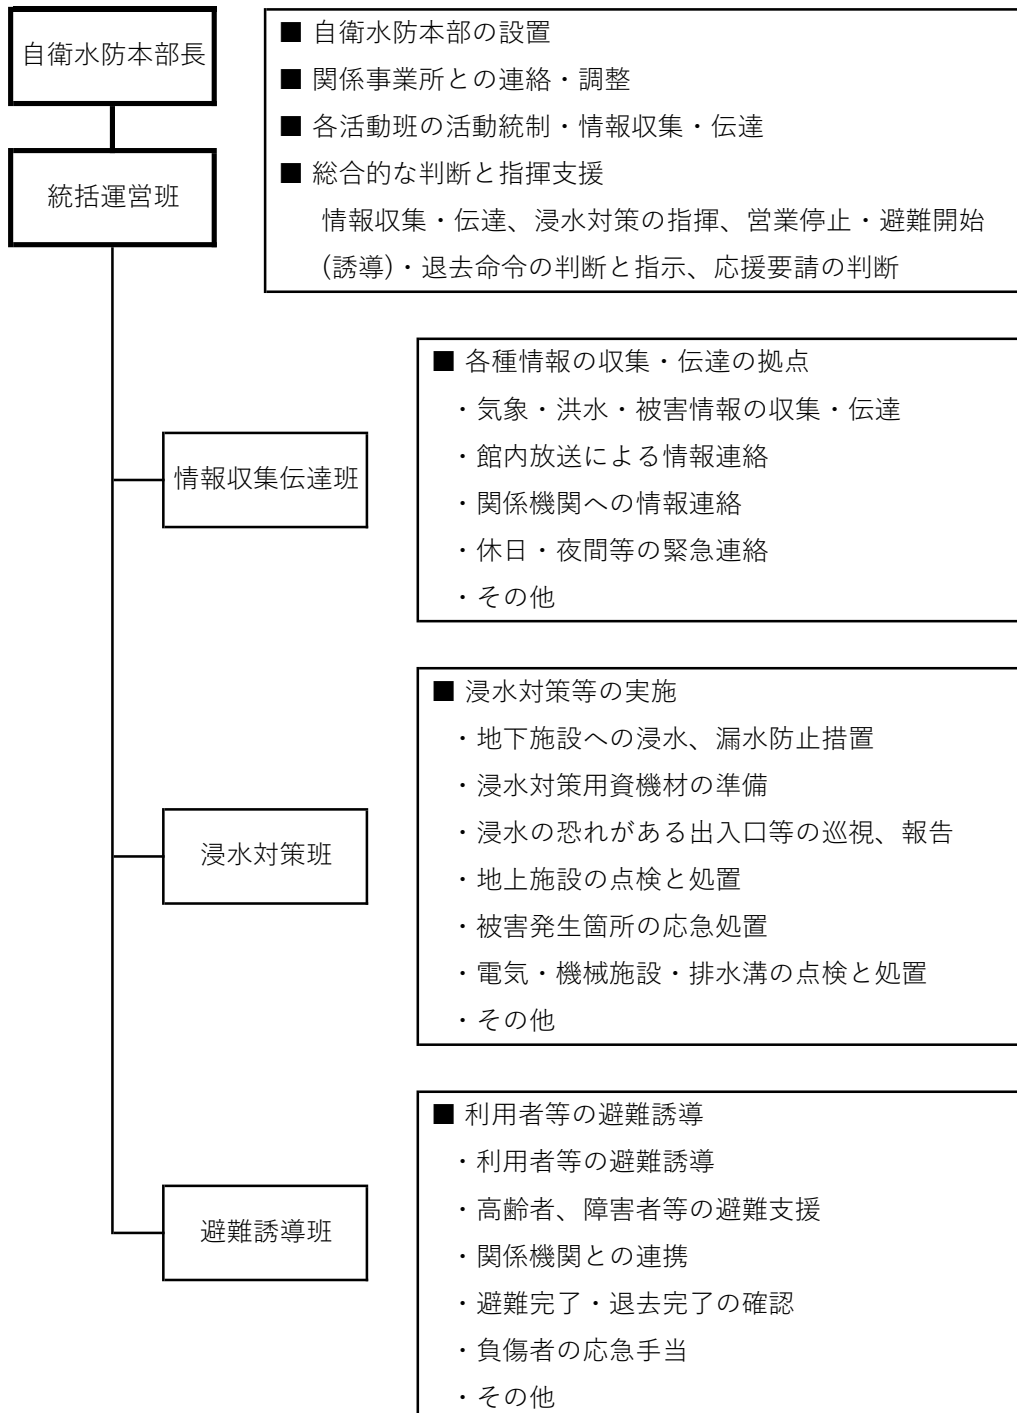 自衛水防本部長
統括運営班
■ 自衛水防本部の設置
■ 関係事業所との連絡・調整
■ 各活動班の活動統制・情報収集・伝達
■ 総合的な判断と指揮支援
情報収集・伝達、浸水対策の指揮、営業停止・避難開始
(誘導)・退去命令の判断と指示、応援要請の判断
情報収集伝達班
■ 各種情報の収集・伝達の拠点
・気象・洪水・被害情報の収集・伝達
・館内放送による情報連絡
・関係機関への情報連絡
・休日・夜間等の緊急連絡
・その他
浸水対策班
■ 浸水対策等の実施
・地下施設への浸水、漏水防止措置
・浸水対策用資機材の準備
・浸水の恐れがある出入口等の巡視、報告
・地上施設の点検と処置
・被害発生箇所の応急処置
・電気・機械施設・排水溝の点検と処置
・その他
避難誘導班
■ 利用者等の避難誘導
・利用者等の避難誘導
・高齢者、障害者等の避難支援
・関係機関との連携
・避難完了・退去完了の確認
・負傷者の応急手当
・その他